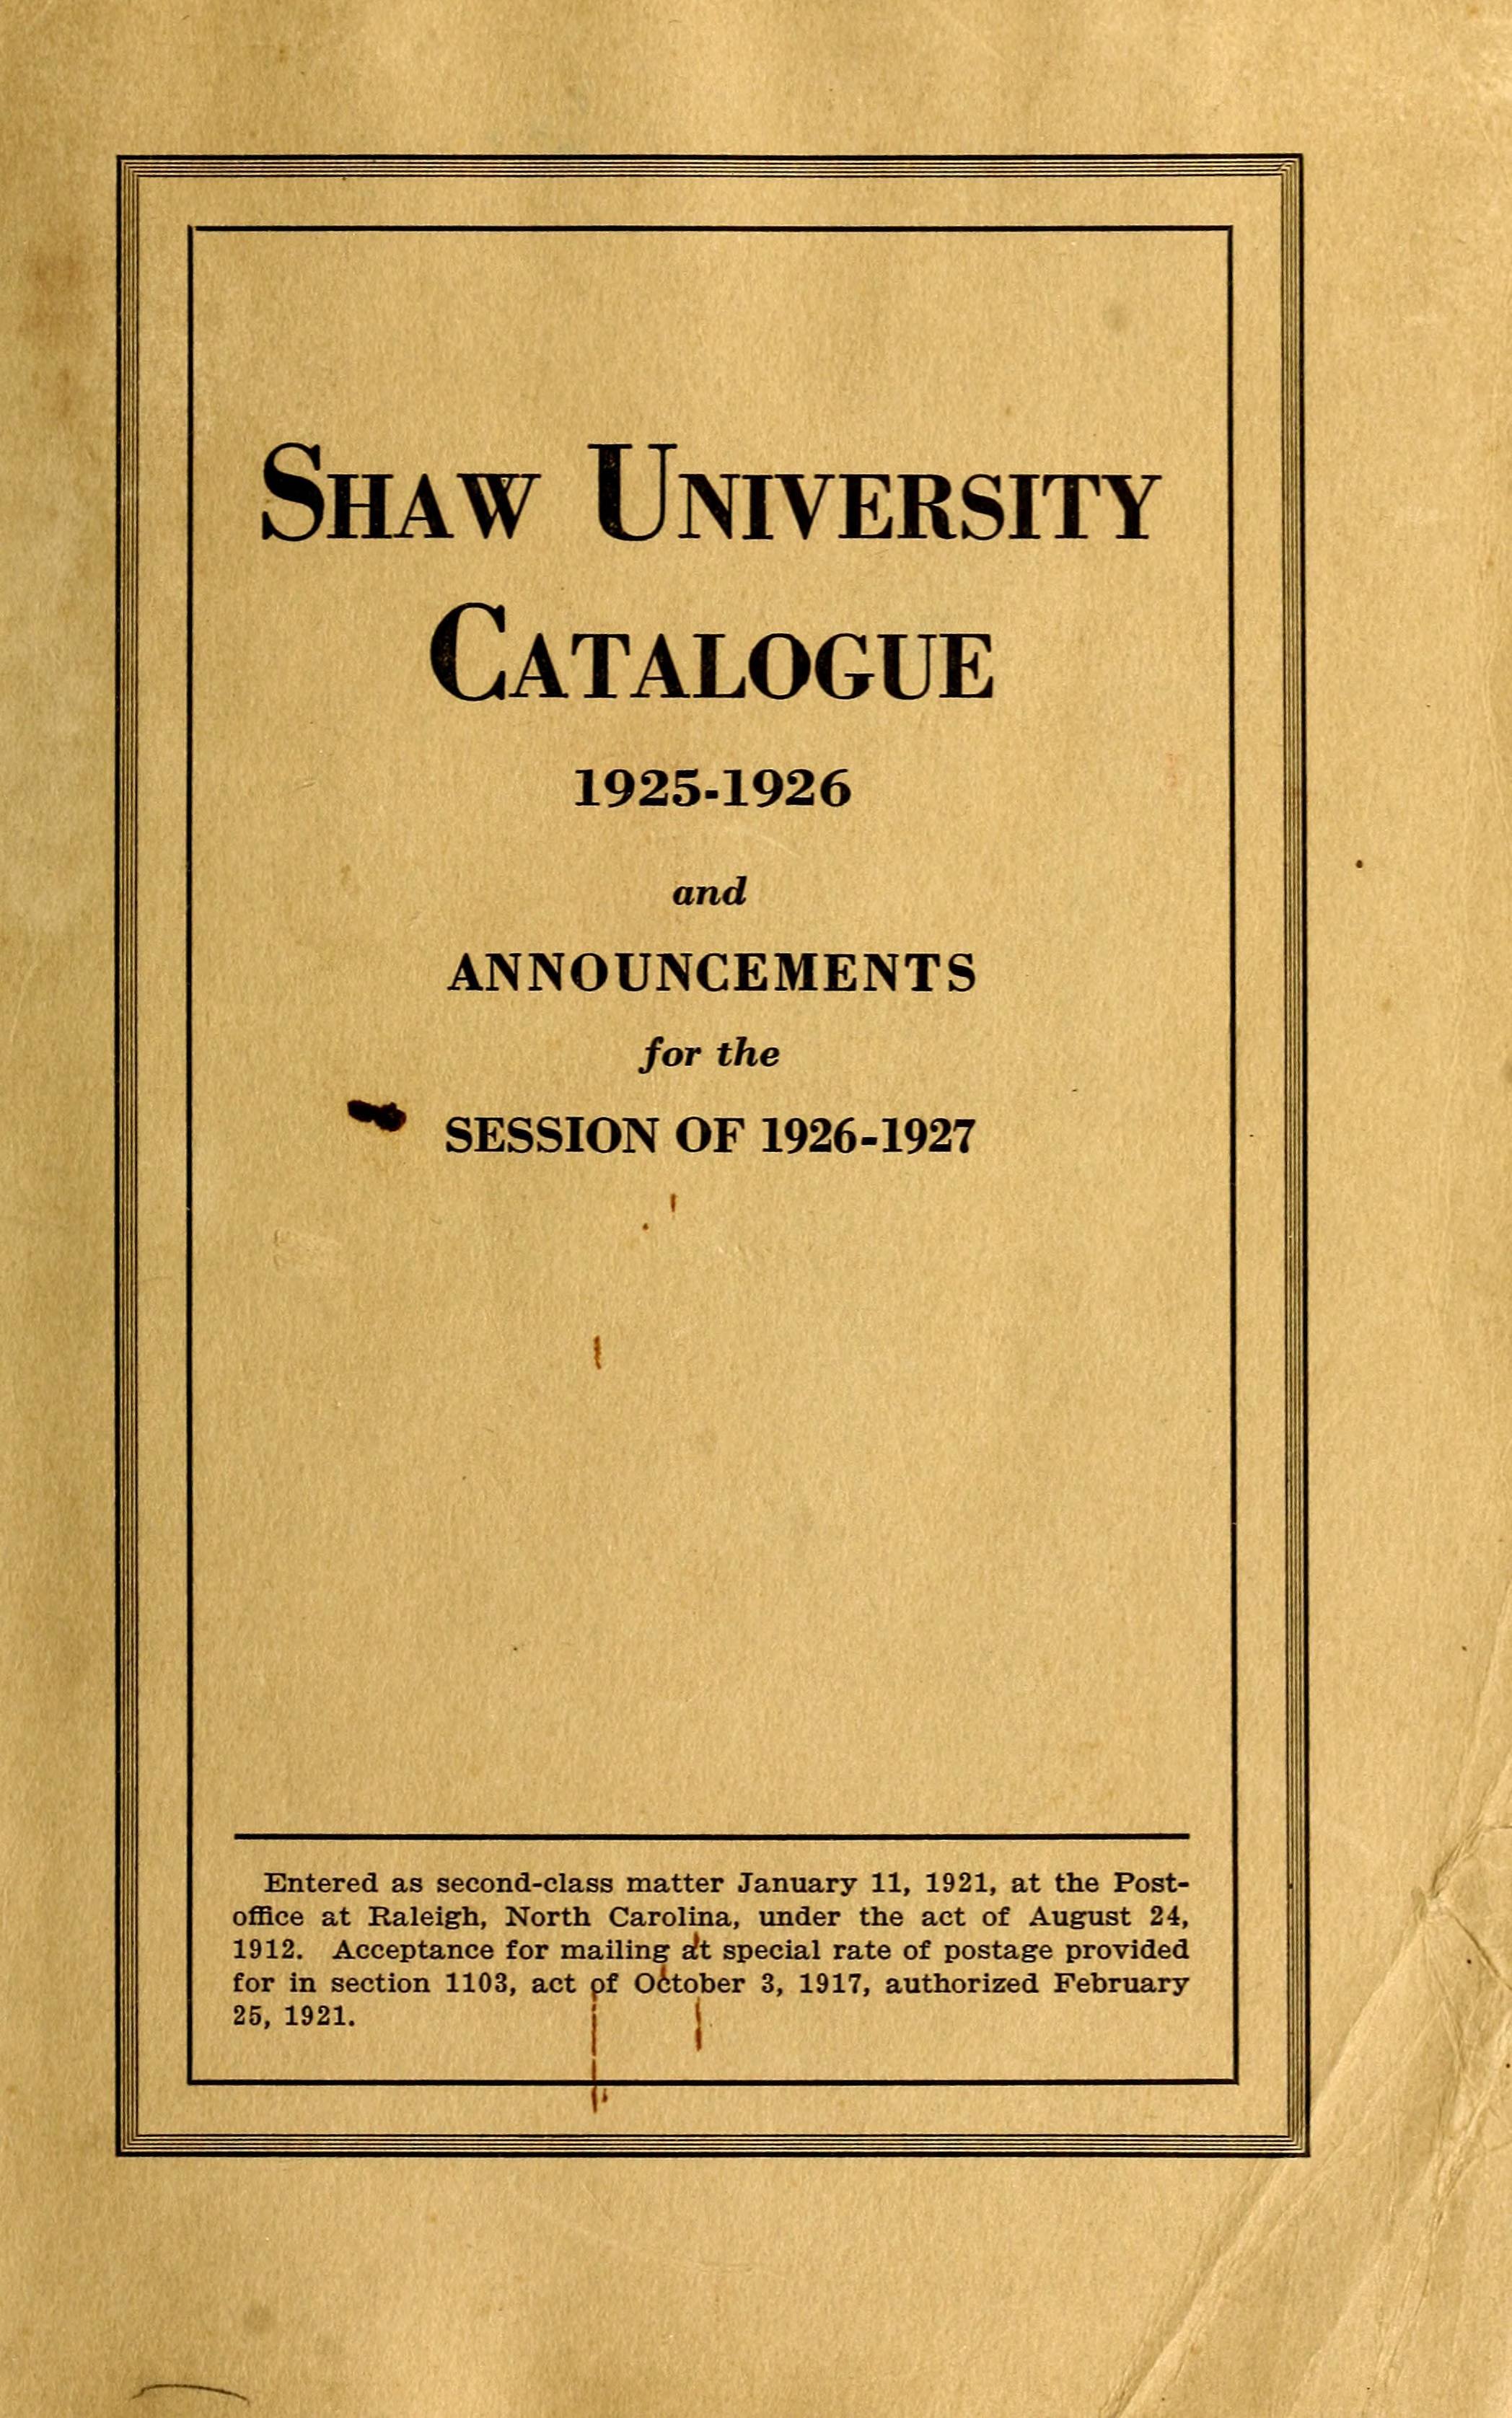 SHAW UNIVERSITY
CATALOGUE
1925-1926
and
ANNOUNCEMENTS
for the
SESSION OF 1926-1927
Entered as second-class matter January 11, 1921, at the Post-
office at Raleigh, North Carolina, under the act of August 24,
1912. Acceptance for mailing at special rate of postage provided
for in section 1103, act of October 3, 1917, authorized February
25, 1921.